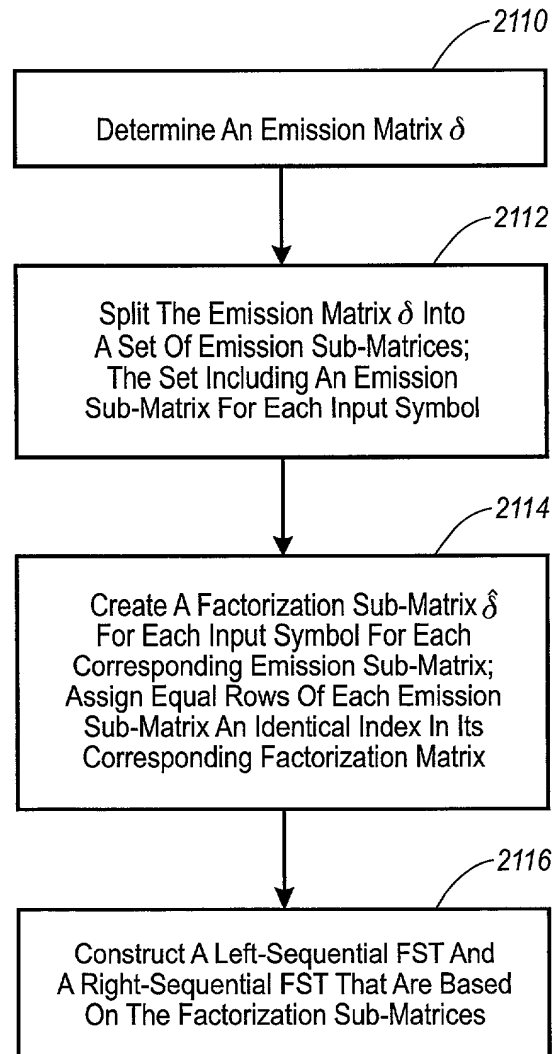 2110
Determine An Emission Matrix δ
2112
Split The Emission Matrix δ Into
A Set Of Emission Sub-Matrices;
The Set Including An Emission
Sub-Matrix For Each Input Symbol
2114
Create A Factorization Sub-Matrix δ̂
For Each Input Symbol For Each
Corresponding Emission Sub-Matrix;
Assign Equal Rows Of Each Emission
Sub-Matrix An Identical Index In Its
Corresponding Factorization Matrix
2116
Construct A Left-Sequential FST And
A Right-Sequential FST That Are Based
On The Factorization Sub-Matrices